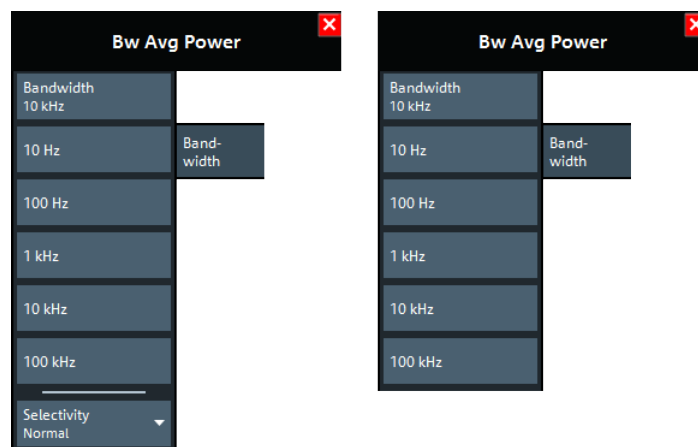 Bw Avg Power
Bandwidth
10 kHz
10 Hz
Band-
width
100 Hz
1 kHz
10 kHz
100 kHz
Selectivity
Normal
Bw Avg Power
Bandwidth
10 kHz
10 Hz
Band-
width
100 Hz
1 kHz
10 kHz
100 kHz